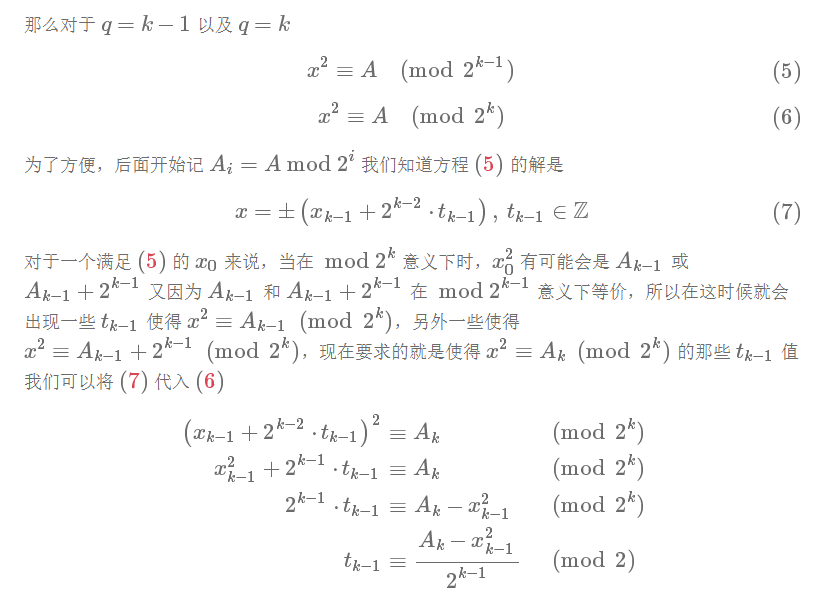 那么对于 q = k − 1 以及 q = k
x² ≡ A (mod 2^{k−1}) (5)
x² ≡ A (mod 2^k) (6)
为了方便，后面开始记 A_i = A mod 2^i 我们知道方程 (5) 的解是
x = ±(x_{k−1} + 2^{k−2} · t_{k−1}), t_{k−1} ∈ ℤ (7)
对于一个满足 (5) 的 x_0 来说，当在 mod 2^k 意义下时，x_0^2 有可能会是 A_{k−1} 或
A_{k−1} + 2^{k−1} 又因为 A_{k−1} 和 A_{k−1} + 2^{k−1} 在 mod 2^{k−1} 意义下等价，所以在这时候就会
出现一些 t_{k−1} 使得 x² ≡ A_{k−1} (mod 2^k)，另外一些使得
x² ≡ A_{k−1} + 2^{k−1} (mod 2^k)，现在要求的就是使得 x² ≡ A_k (mod 2^k) 的那些 t_{k−1} 值
我们可以将 (7) 代入 (6)
(x_{k−1} + 2^{k−2} · t_{k−1})² ≡ A_k (mod 2^k)
x_{k−1}^2 + 2^{k−1} · t_{k−1} ≡ A_k (mod 2^k)
2^{k−1} · t_{k−1} ≡ A_k − x_{k−1}^2 (mod 2^k)
t_{k−1} ≡ \frac{A_k − x_{k−1}^2}{2^{k−1}} (mod 2)